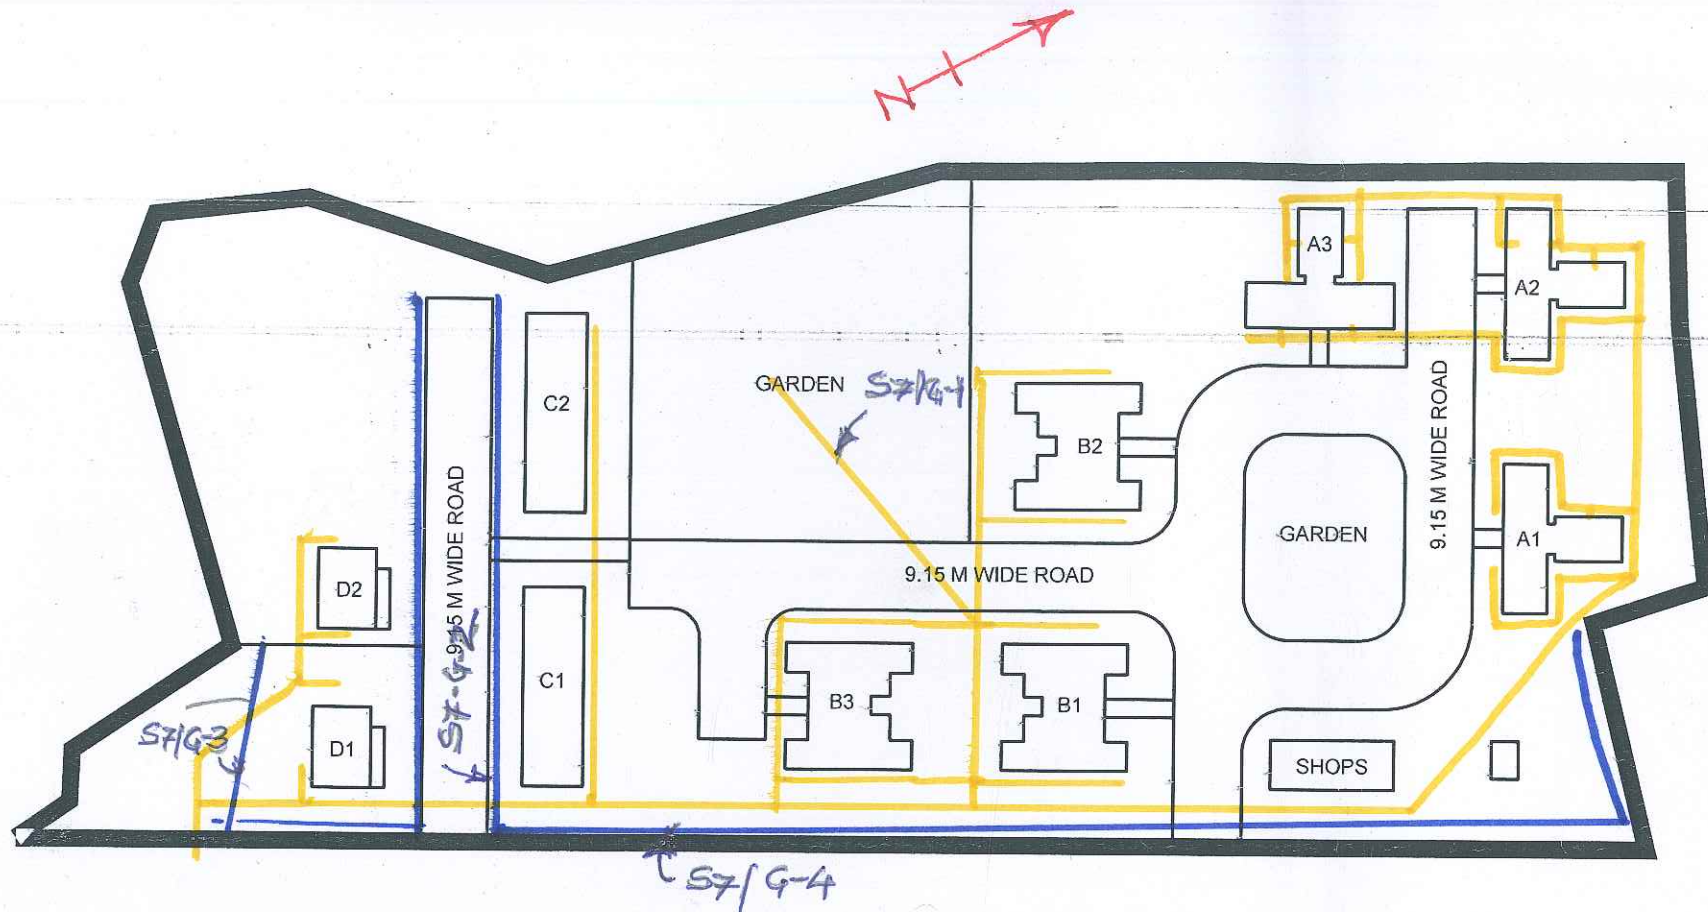 N
A3
A2
GARDEN
S7/G-1
C2
B2
9.15 M WIDE ROAD
9.15 M WIDE ROAD
GARDEN
A1
9.15 M WIDE ROAD
D2
S7-G-2
C1
B3
B1
S7/G-3
D1
SHOPS
S7/G-4